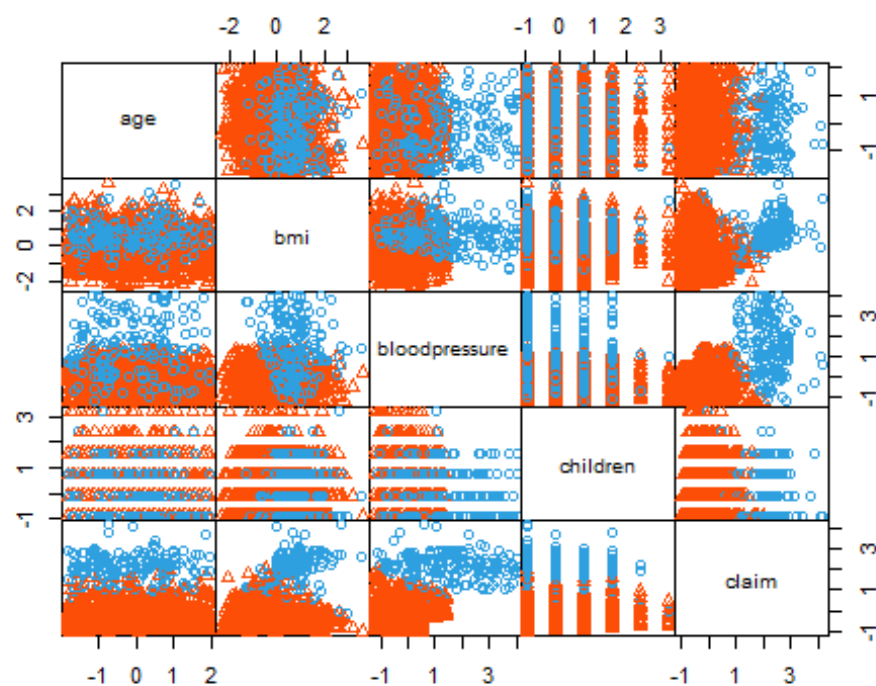 -2 0 2 -1 0 1 2 3
age
-1 1
bmi
-2 0 2
bloodpressure
-1 1 3
children
-1 1 3
claim
-1 1 3
-1 0 1 2 -1 1 3 -1 1 3